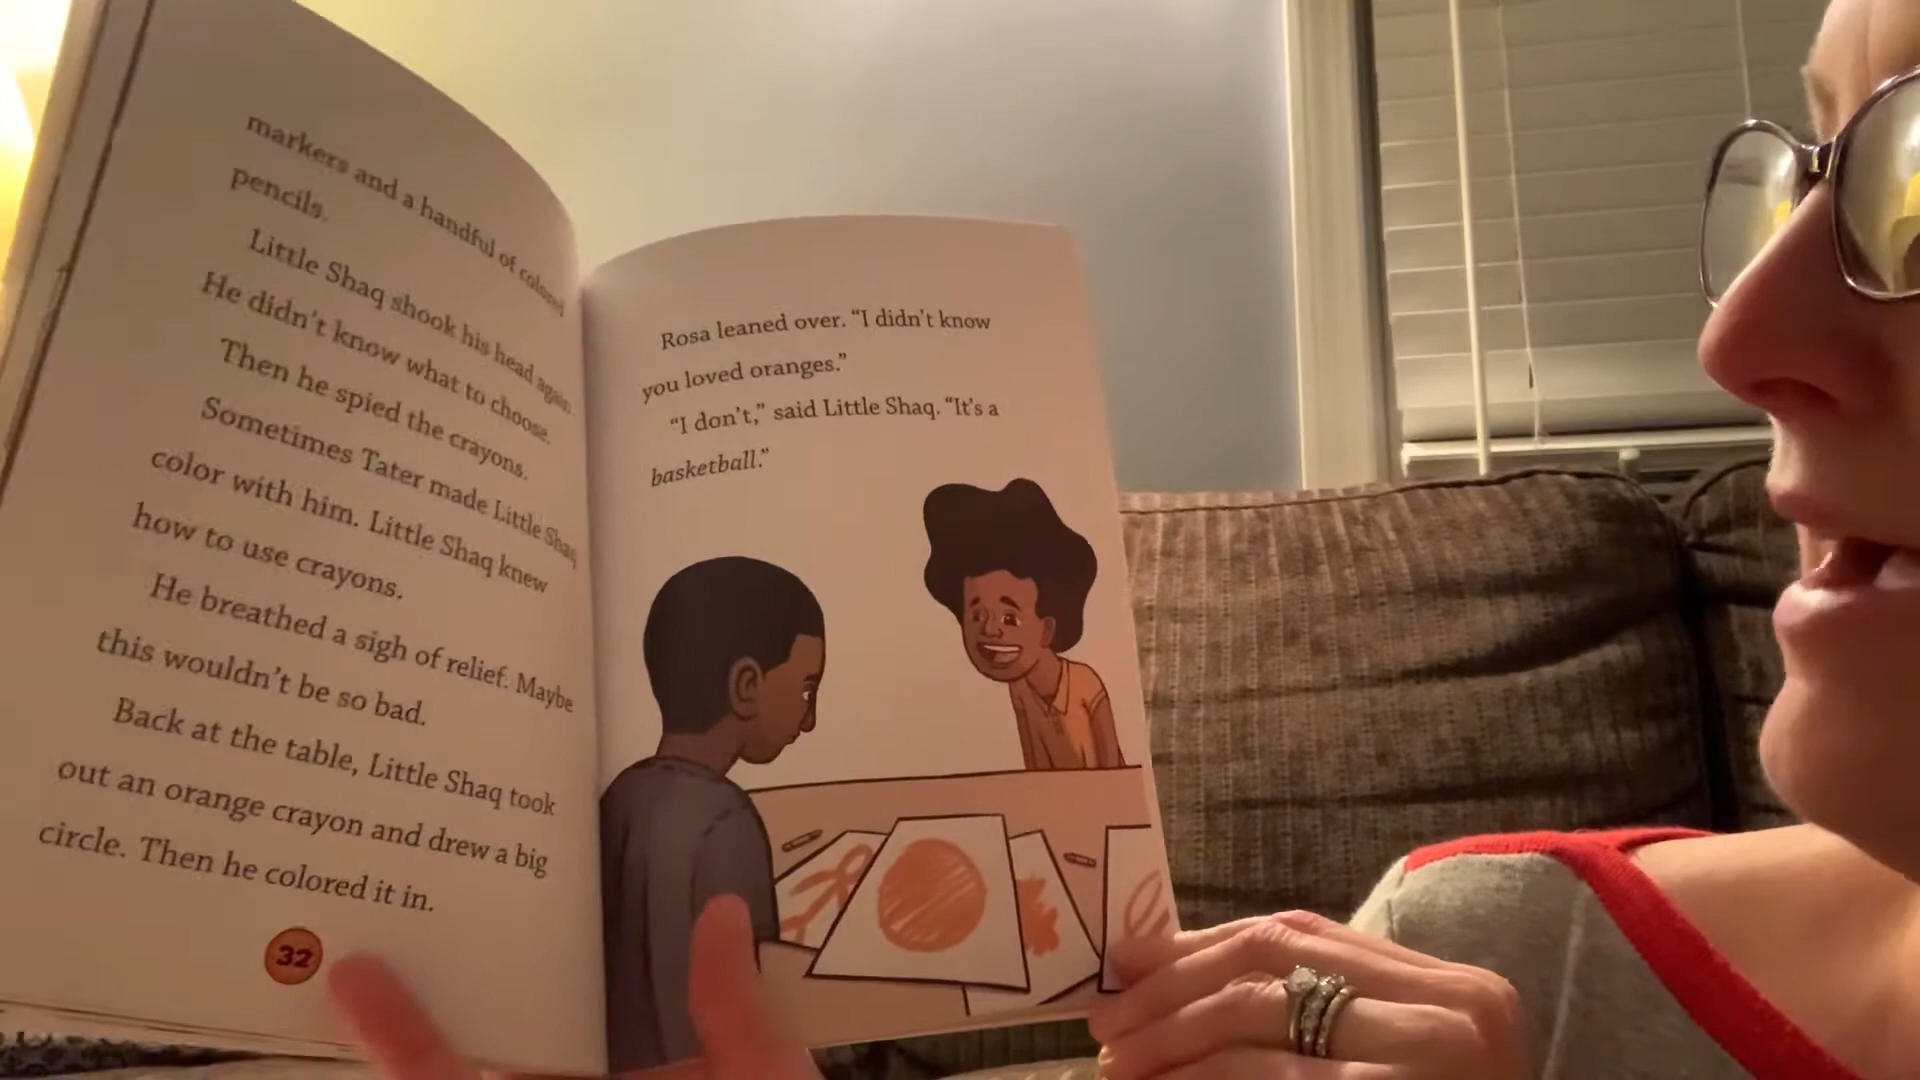 markers and a handful of colored
pencils.
Little Shaq shook his head again.
He didn't know what to choose.
Then he spied the crayons.
Sometimes Tater made Little Shaq
color with him. Little Shaq knew
how to use crayons.
He breathed a sigh of relief. Maybe
this wouldn't be so bad.
Back at the table, Little Shaq took
out an orange crayon and drew a big
circle. Then he colored it in.
32
Rosa leaned over. “I didn't know
you loved oranges.”
“I don't,” said Little Shaq. “It's a
basketball.”